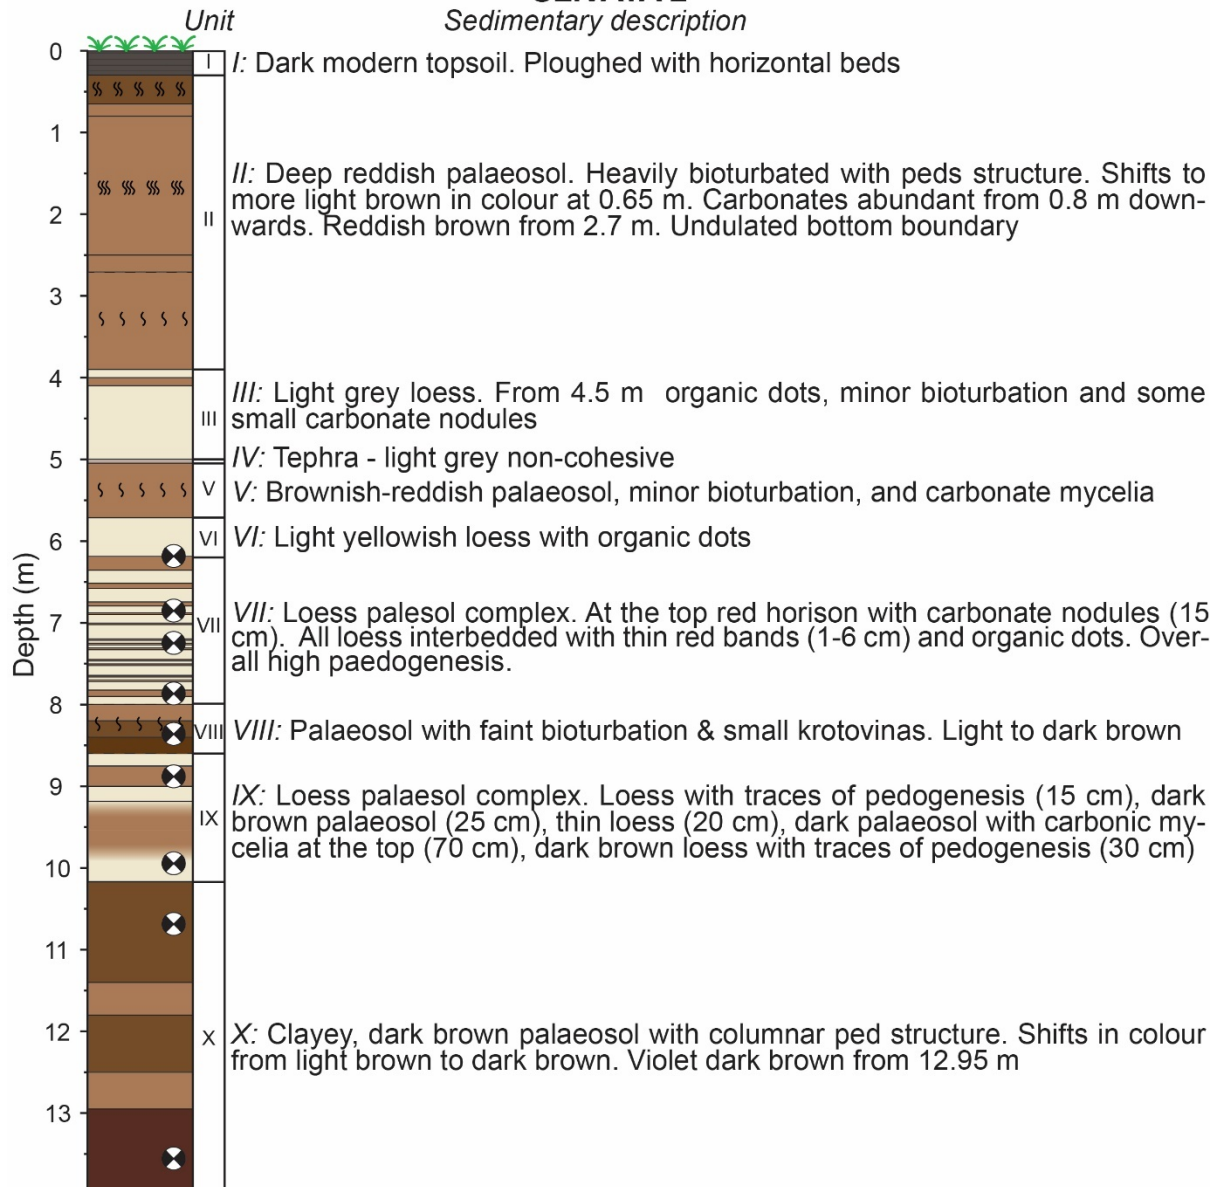 Unit Sedimentary description
0
I I: Dark modern topsoil. Ploughed with horizontal beds
1
II: Deep reddish palaeosol. Heavily bioturbated with peds structure. Shifts to
more light brown in colour at 0.65 m. Carbonates abundant from 0.8 m down-
2 II wards. Reddish brown from 2.7 m. Undulated bottom boundary
3
4
III: Light grey loess. From 4.5 m organic dots, minor bioturbation and some
III small carbonate nodules
5 IV: Tephra - light grey non-cohesive
V V: Brownish-reddish palaeosol, minor bioturbation, and carbonate mycelia
6 VI VI: Light yellowish loess with organic dots
Depth (m)
VII: Loess palesol complex. At the top red horison with carbonate nodules (15
7 VII cm). All loess interbedded with thin red bands (1-6 cm) and organic dots. Over-
all high paedogenesis.
8
VIII VIII: Palaeosol with faint bioturbation & small krotovinas. Light to dark brown
9
IX: Loess palaesol complex. Loess with traces of pedogenesis (15 cm), dark
IX brown palaeosol (25 cm), thin loess (20 cm), dark palaeosol with carbonic my-
celia at the top (70 cm), dark brown loess with traces of pedogenesis (30 cm)
10
11
12 X X: Clayey, dark brown palaeosol with columnar ped structure. Shifts in colour
from light brown to dark brown. Violet dark brown from 12.95 m
13